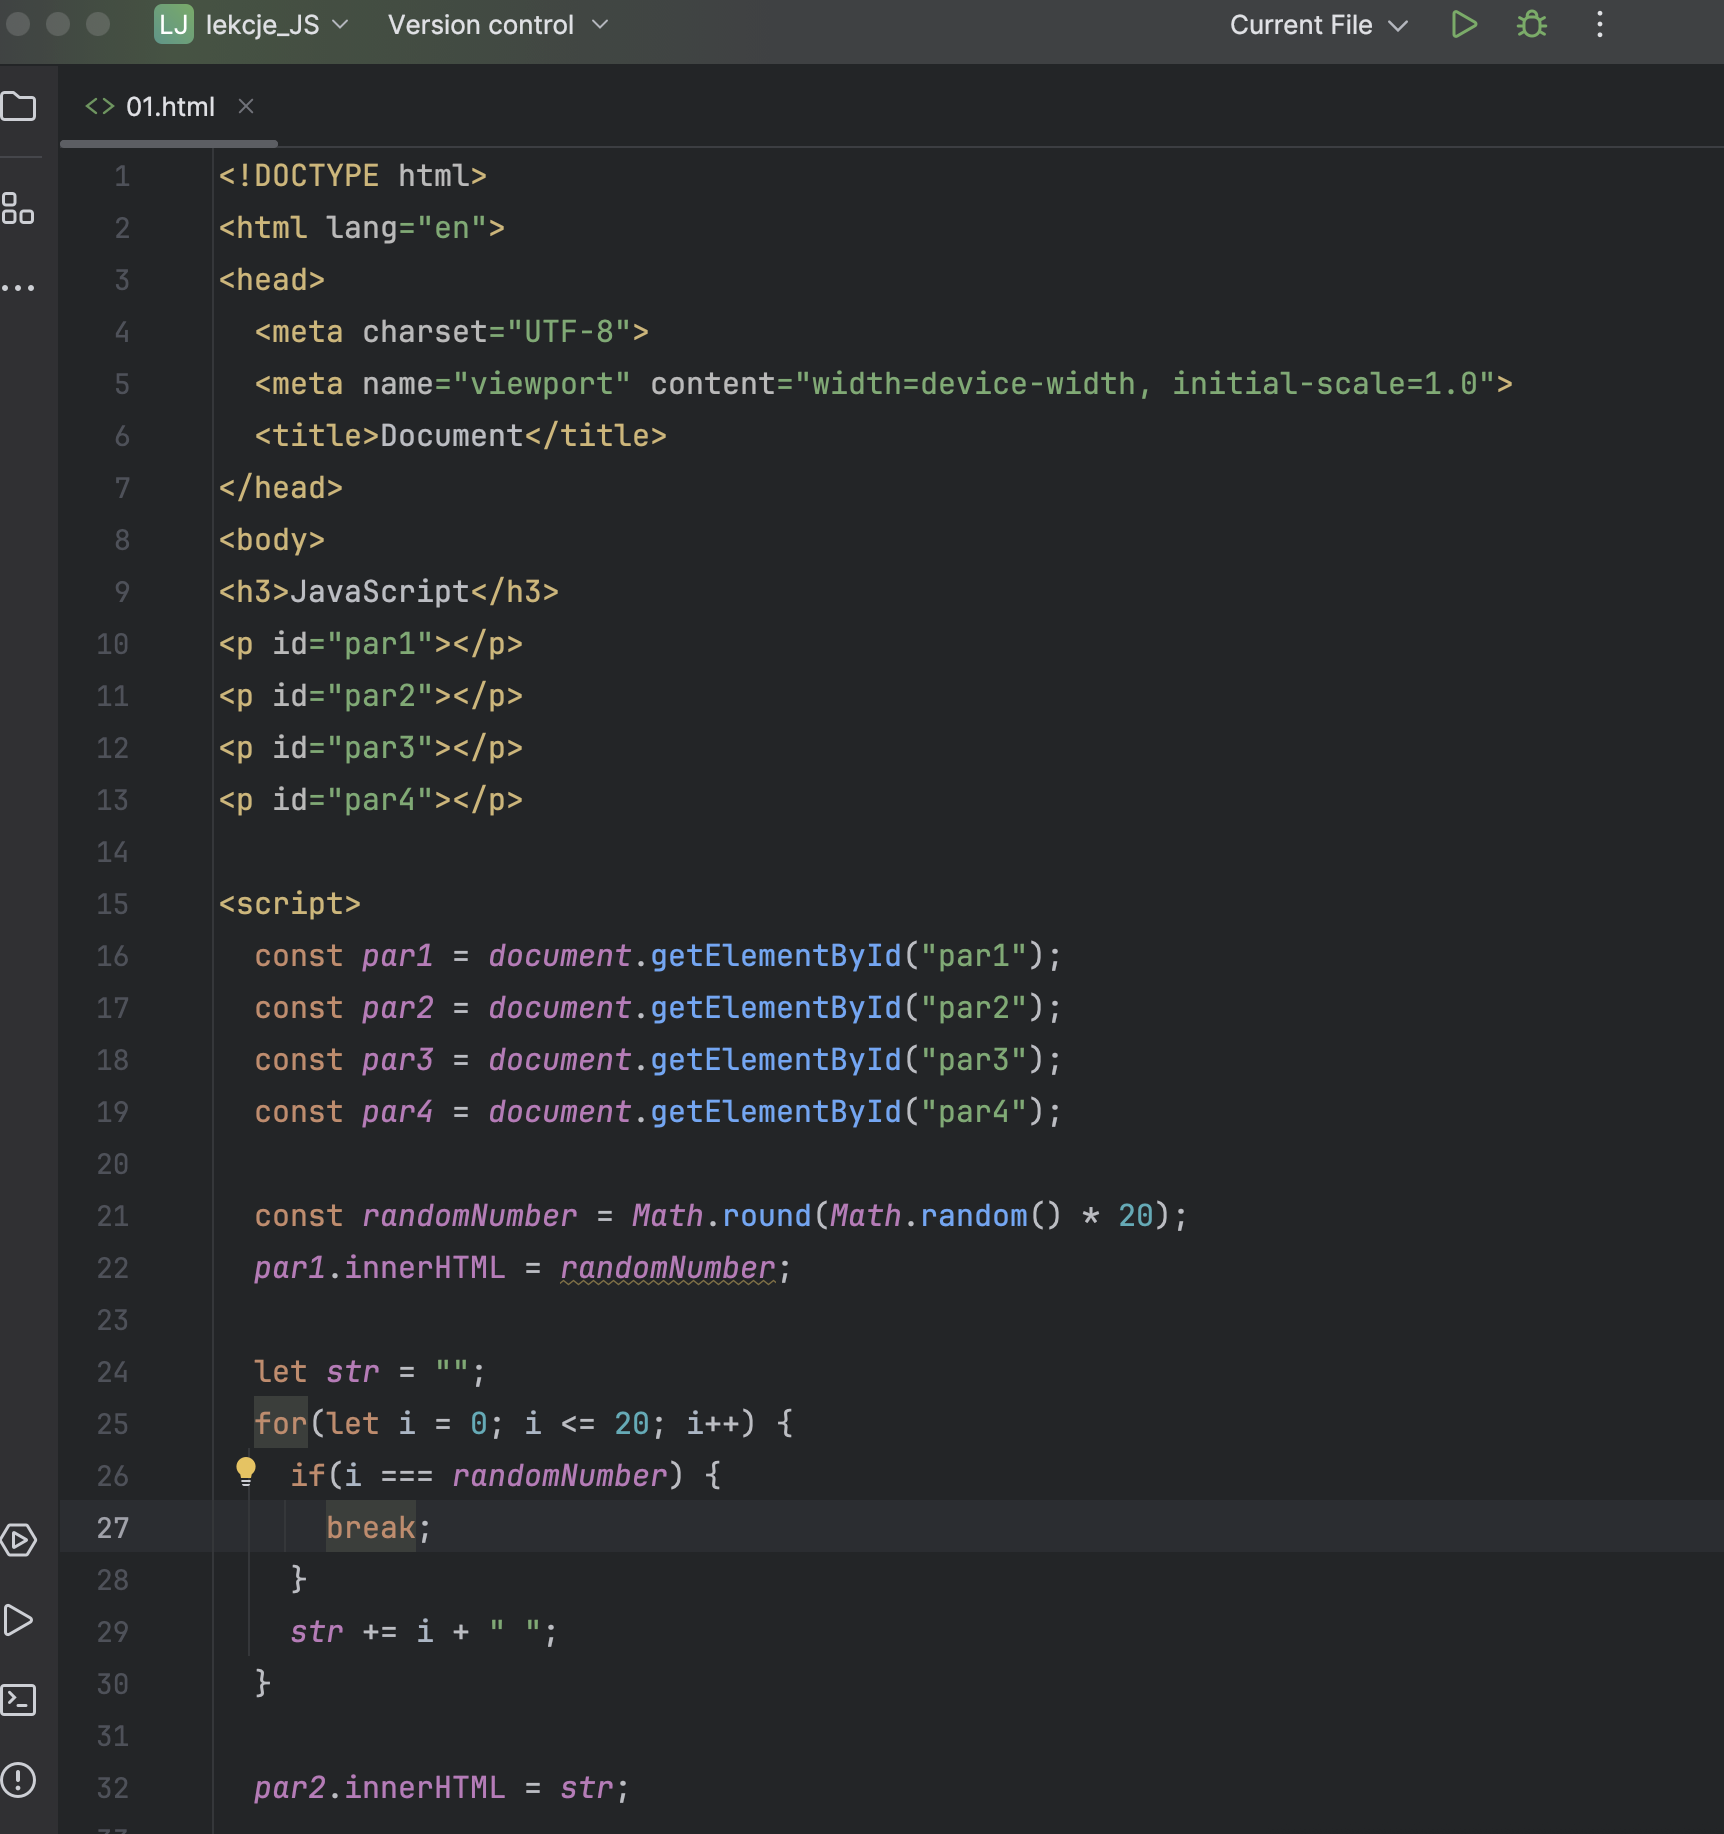 LJ lekcje_JS Version control Current File
01.html
1 <!DOCTYPE html>
2 <html lang="en">
3 <head>
4   <meta charset="UTF-8">
5   <meta name="viewport" content="width=device-width, initial-scale=1.0">
6   <title>Document</title>
7 </head>
8 <body>
9 <h3>JavaScript</h3>
10 <p id="par1"></p>
11 <p id="par2"></p>
12 <p id="par3"></p>
13 <p id="par4"></p>
14
15 <script>
16   const par1 = document.getElementById("par1");
17   const par2 = document.getElementById("par2");
18   const par3 = document.getElementById("par3");
19   const par4 = document.getElementById("par4");
20
21   const randomNumber = Math.round(Math.random() * 20);
22   par1.innerHTML = randomNumber;
23
24   let str = "";
25   for(let i = 0; i <= 20; i++) {
26     if(i === randomNumber) {
27       break;
28     }
29     str += i + " ";
30   }
31
32   par2.innerHTML = str;